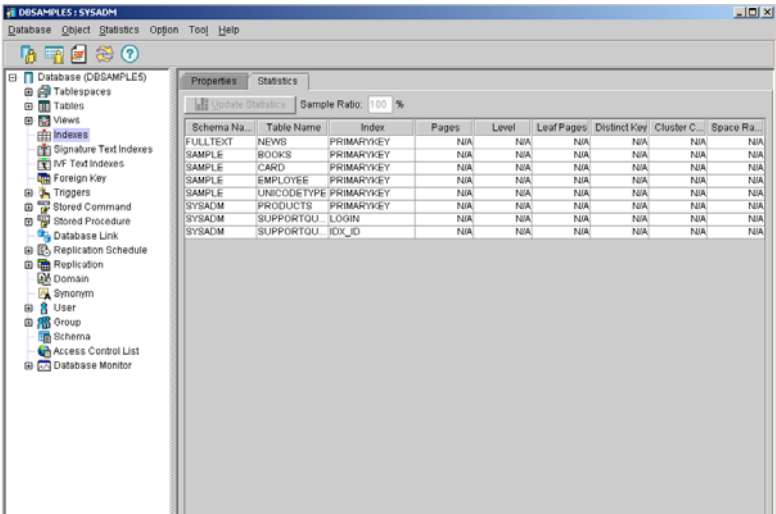 DBSAMPLE5 : SYSADM
Database Object Statistics Option Tool Help
Database (DBSAMPLE5)
Tablespaces
Tables
Views
Indexes
Signature Text Indexes
IVF Text Indexes
Foreign Key
Triggers
Stored Command
Stored Procedure
Database Link
Replication Schedule
Replication
Domain
Synonym
User
Group
Schema
Access Control List
Database Monitor
Properties Statistics
Update Statistics Sample Ratio: 100 %
Schema Na... Table Name Index Pages Level Leaf Pages Distinct Key Cluster C... Space Ra...
FULLTEXT NEWS PRIMARYKEY N/A N/A N/A N/A N/A N/A
SAMPLE BOOKS PRIMARYKEY N/A N/A N/A N/A N/A N/A
SAMPLE CARD PRIMARYKEY N/A N/A N/A N/A N/A N/A
SAMPLE EMPLOYEE PRIMARYKEY N/A N/A N/A N/A N/A N/A
SAMPLE UNICODETYPE PRIMARYKEY N/A N/A N/A N/A N/A N/A
SYSADM PRODUCTS PRIMARYKEY N/A N/A N/A N/A N/A N/A
SYSADM SUPPORTQU... LOGIN N/A N/A N/A N/A N/A N/A
SYSADM SUPPORTQU... IDX_ID N/A N/A N/A N/A N/A N/A